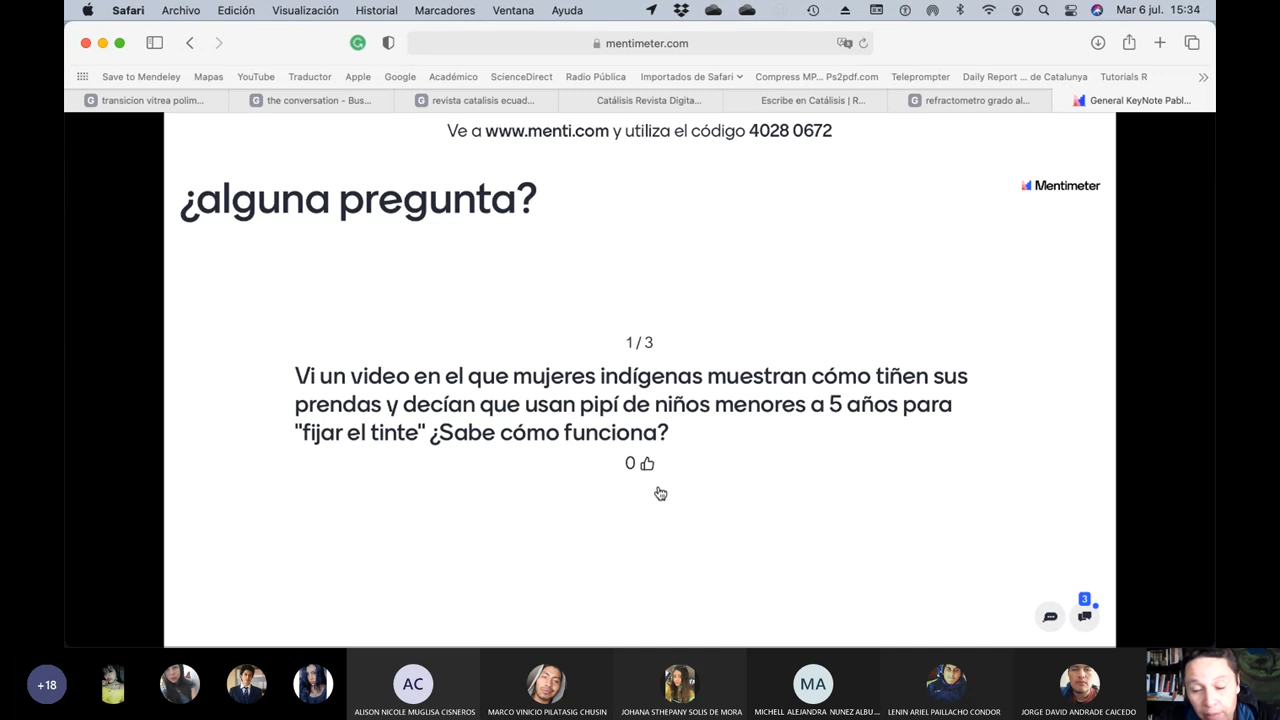 Safari Archivo Edición Visualización Historial Marcadores Ventana Ayuda Mar 6 jul. 15:34
mentimeter.com
Save to Mendeley Mapas YouTube Traductor Apple Google Académico ScienceDirect Radio Pública Importados de Safari Compress MP... Ps2pdf.com Teleprompter Daily Report ... de Catalunya Tutorials R
transicion vitrea polim... the conversation - Bus... revista catalisis ecuad... Catálisis Revista Digita... Escribe en Catálisis | R... refractometro grado al... General KeyNote Pabl...
Ve a www.menti.com y utiliza el código 4028 0672
¿alguna pregunta?
Mentimeter
1 / 3
Vi un video en el que mujeres indígenas muestran cómo tiñen sus
prendas y decían que usan pipí de niños menores a 5 años para
"fijar el tinte" ¿Sabe cómo funciona?
0
3
+18
AC
MA
ALISON NICOLE MUGLISA CISNEROS MARCO VINICIO PILATASIG CHUSIN JOHANA STHEPANY SOLIS DE MORA MICHELL ALEJANDRA NUNEZ ALBU... LENIN ARIEL PAILLACHO CONDOR JORGE DAVID ANDRADE CAICEDO